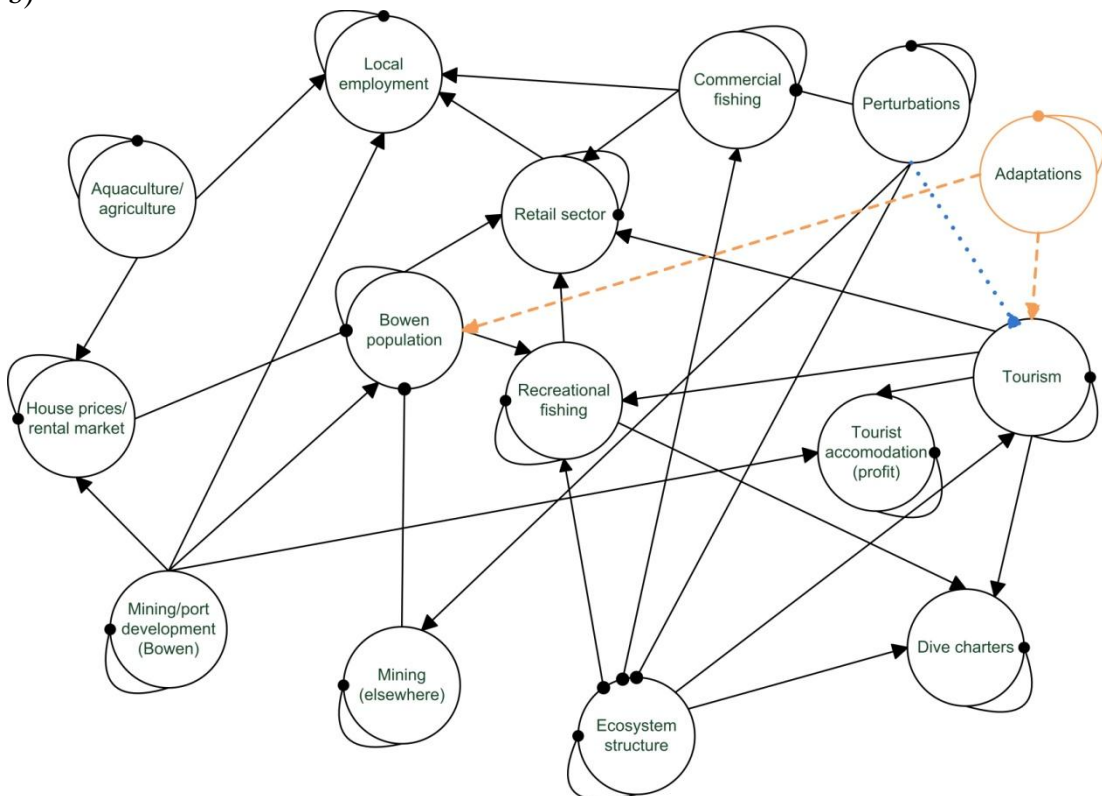 b)
Local
employment
Commercial
fishing
Perturbations
Adaptations
Aquaculture/
agriculture
Retail sector
Bowen
population
House prices/
rental market
Recreational
fishing
Tourism
Tourist
accomodation
(profit)
Mining/port
development
(Bowen)
Mining
(elsewhere)
Ecosystem
structure
Dive charters